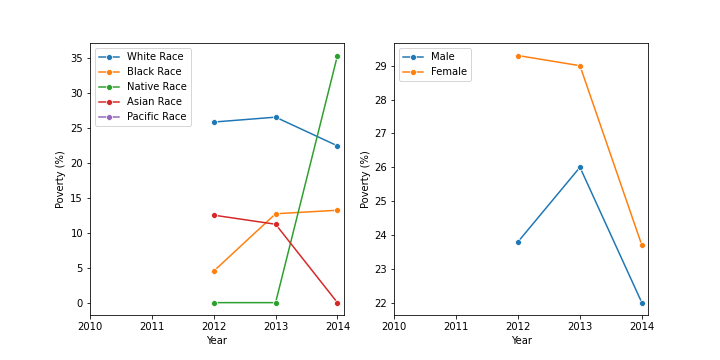 White Race
Black Race
Native Race
Asian Race
Pacific Race
35
30
25
20
15
10
5
0
Poverty (%)
2010 2011 2012 2013 2014
Year
Male
Female
29
28
27
26
25
24
23
22
Poverty (%)
2010 2011 2012 2013 2014
Year